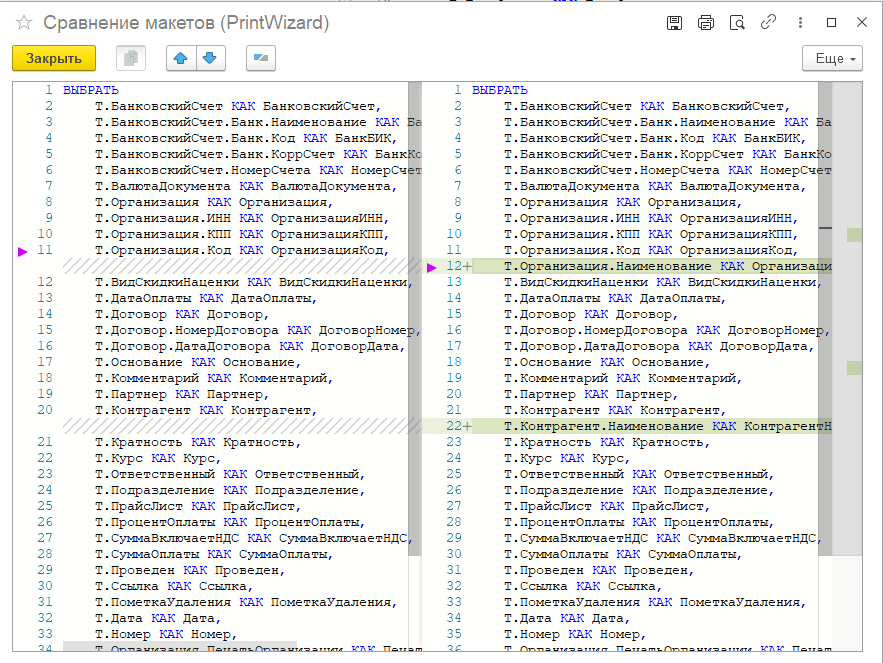 Сравнение макетов (PrintWizard)
Закрыть
Еще
1 ВЫБРАТЬ
2 Т.БанковскийСчет КАК БанковскийСчет,
3 Т.БанковскийСчет.Банк.Наименование КАК Ба
4 Т.БанковскийСчет.Банк.Код КАК БанкБИК,
5 Т.БанковскийСчет.Банк.КоррСчет КАК БанкКо
6 Т.БанковскийСчет.НомерСчета КАК НомерСчет
7 Т.ВалютаДокумента КАК ВалютаДокумента,
8 Т.Организация КАК Организация,
9 Т.Организация.ИНН КАК ОрганизацияИНН,
10 Т.Организация.КПП КАК ОрганизацияКПП,
11 Т.Организация.Код КАК ОрганизацияКод,
12 Т.ВидСкидкиНаценки КАК ВидСкидкиНаценки,
13 Т.ДатаОплаты КАК ДатаОплаты,
14 Т.Договор КАК Договор,
15 Т.Договор.НомерДоговора КАК ДоговорНомер,
16 Т.Договор.ДатаДоговора КАК ДоговорДата,
17 Т.Основание КАК Основание,
18 Т.Комментарий КАК Комментарий,
19 Т.Партнер КАК Партнер,
20 Т.Контрагент КАК Контрагент,
21 Т.Кратность КАК Кратность,
22 Т.Курс КАК Курс,
23 Т.Ответственный КАК Ответственный,
24 Т.Подразделение КАК Подразделение,
25 Т.ПрайсЛист КАК ПрайсЛист,
26 Т.ПроцентОплаты КАК ПроцентОплаты,
27 Т.СуммаВключаетНДС КАК СуммаВключаетНДС,
28 Т.СуммаОплаты КАК СуммаОплаты,
29 Т.Проведен КАК Проведен,
30 Т.Ссылка КАК Ссылка,
31 Т.ПометкаУдаления КАК ПометкаУдаления,
32 Т.Дата КАК Дата,
33 Т.Номер КАК Номер,
34 Т.Организация.ПечатьОрганизации КАК Печат
1 ВЫБРАТЬ
2 Т.БанковскийСчет КАК БанковскийСчет,
3 Т.БанковскийСчет.Банк.Наименование КАК Ба
4 Т.БанковскийСчет.Банк.Код КАК БанкБИК,
5 Т.БанковскийСчет.Банк.КоррСчет КАК БанкКо
6 Т.БанковскийСчет.НомерСчета КАК НомерСчет
7 Т.ВалютаДокумента КАК ВалютаДокумента,
8 Т.Организация КАК Организация,
9 Т.Организация.ИНН КАК ОрганизацияИНН,
10 Т.Организация.КПП КАК ОрганизацияКПП,
11 Т.Организация.Код КАК ОрганизацияКод,
12+ Т.Организация.Наименование КАК Организаци
13 Т.ВидСкидкиНаценки КАК ВидСкидкиНаценки,
14 Т.ДатаОплаты КАК ДатаОплаты,
15 Т.Договор КАК Договор,
16 Т.Договор.НомерДоговора КАК ДоговорНомер,
17 Т.Договор.ДатаДоговора КАК ДоговорДата,
18 Т.Основание КАК Основание,
19 Т.Комментарий КАК Комментарий,
20 Т.Партнер КАК Партнер,
21 Т.Контрагент КАК Контрагент,
22+ Т.Контрагент.Наименование КАК КонтрагентН
23 Т.Кратность КАК Кратность,
24 Т.Курс КАК Курс,
25 Т.Ответственный КАК Ответственный,
26 Т.Подразделение КАК Подразделение,
27 Т.ПрайсЛист КАК ПрайсЛист,
28 Т.ПроцентОплаты КАК ПроцентОплаты,
29 Т.СуммаВключаетНДС КАК СуммаВключаетНДС,
30 Т.СуммаОплаты КАК СуммаОплаты,
31 Т.Проведен КАК Проведен,
32 Т.Ссылка КАК Ссылка,
33 Т.ПометкаУдаления КАК ПометкаУдаления,
34 Т.Дата КАК Дата,
35 Т.Номер КАК Номер,
36 Т.Организация.ПечатьОрганизации КАК Печат